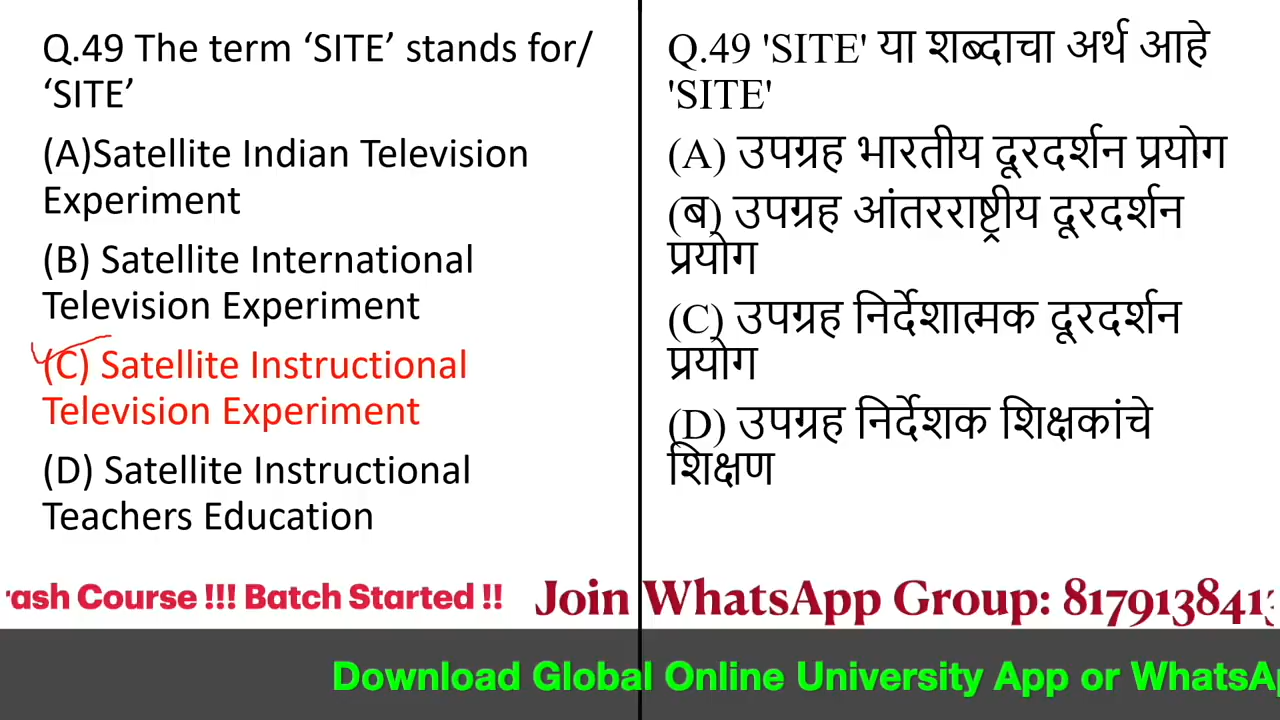 Q.49 The term ‘SITE’ stands for/
‘SITE’
(A)Satellite Indian Television
Experiment
(B) Satellite International
Television Experiment
(C) Satellite Instructional
Television Experiment
(D) Satellite Instructional
Teachers Education
Q.49 'SITE' या शब्दाचा अर्थ आहे
'SITE'
(A) उपग्रह भारतीय दूरदर्शन प्रयोग
(ब) उपग्रह आंतरराष्ट्रीय दूरदर्शन
प्रयोग
(C) उपग्रह निर्देशात्मक दूरदर्शन
प्रयोग
(D) उपग्रह निर्देशक शिक्षकांचे
शिक्षण
Course !!! Batch Started !!
Join WhatsApp Group: 817913841
Download Global Online University App or